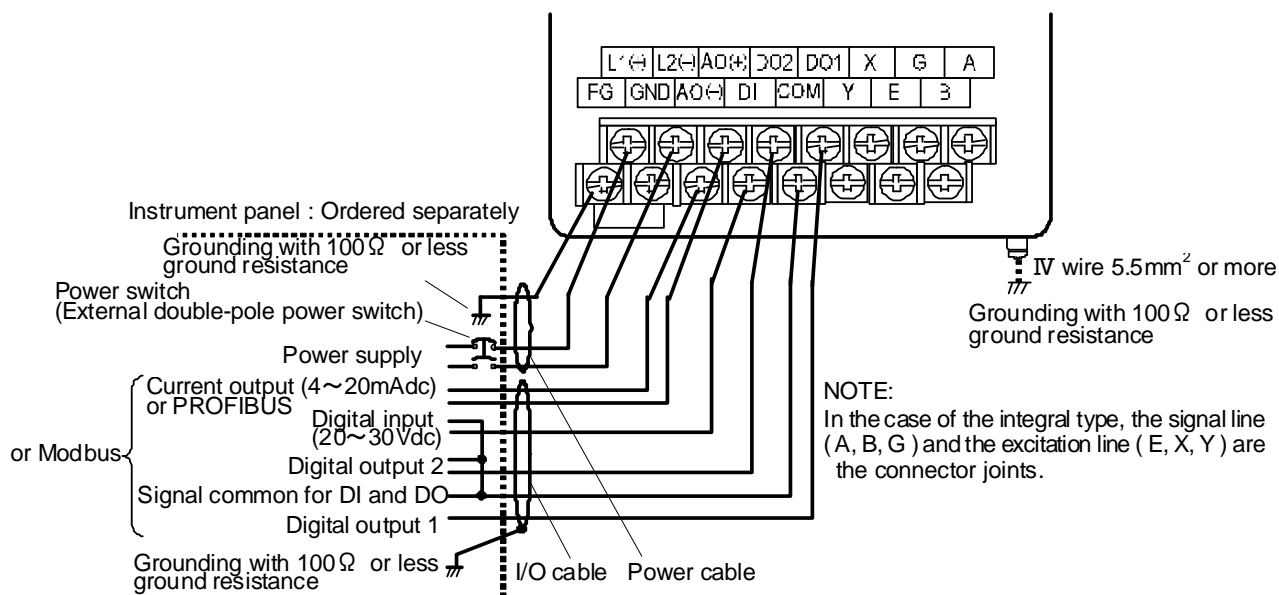 L1(+) L2(-) AO(+) DO2 DO1 X G A
FG GND AO(-) DI COM Y E B
Instrument panel : Ordered separately
Grounding with 100Ω or less
ground resistance
Power switch
(External double-pole power switch)
Power supply
Current output (4～20mAdc)
or PROFIBUS
Digital input
(20～30Vdc)
or Modbus
Digital output 2
Signal common for DI and DO
Digital output 1
Grounding with 100Ω or less
ground resistance
I/O cable
Power cable
IV wire 5.5mm² or more
Grounding with 100Ω or less
ground resistance
NOTE:
In the case of the integral type, the signal line
( A, B, G ) and the excitation line ( E, X, Y ) are
the connector joints.